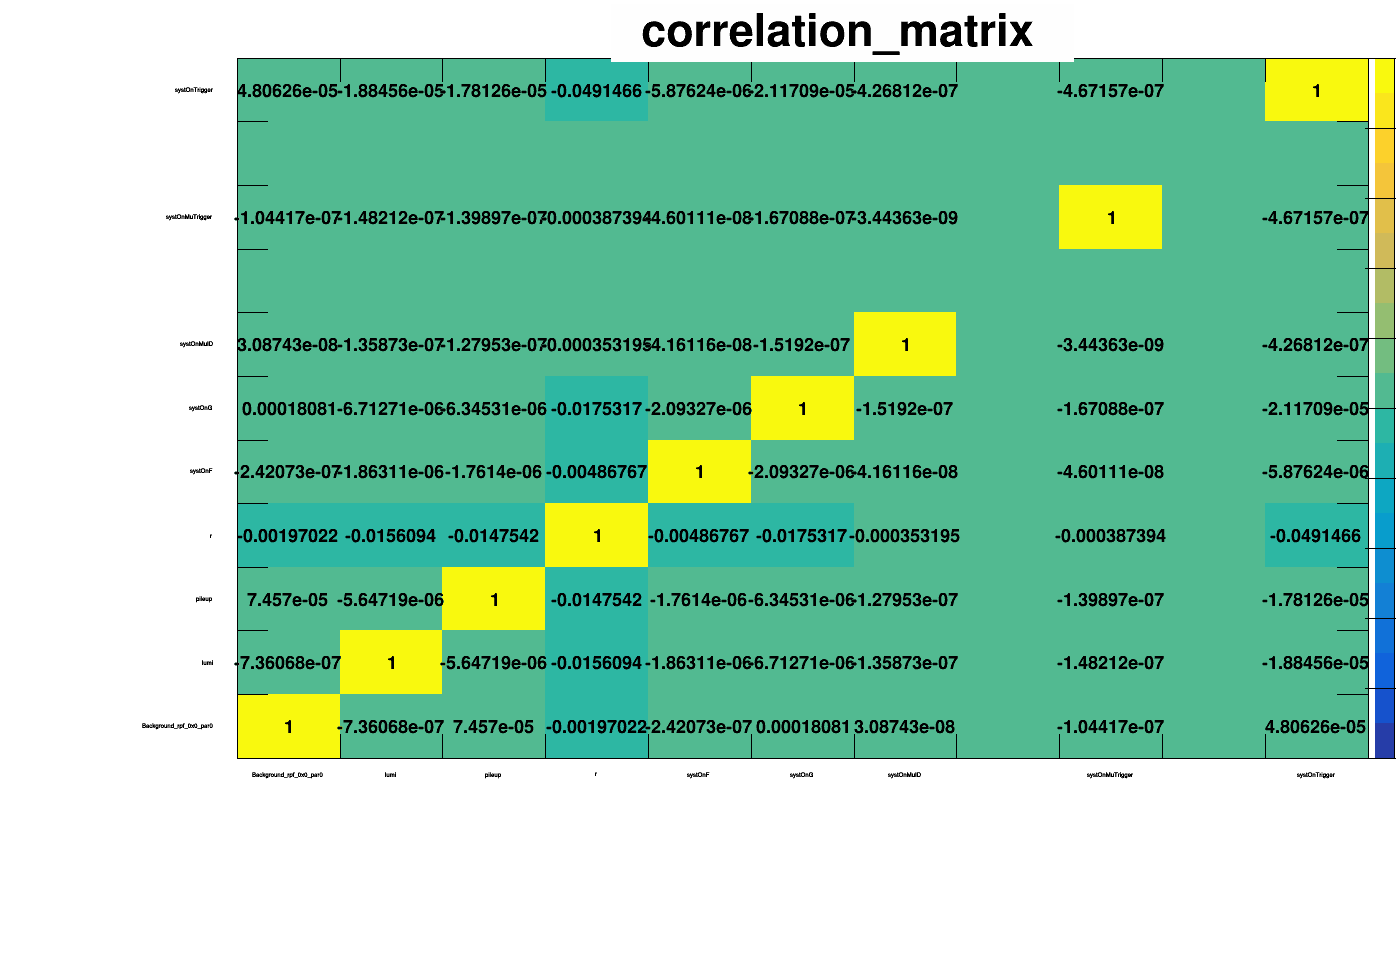 correlation_matrix
systOnTrigger 4.80626e-05 -1.88456e-05 -1.78126e-05 -0.0491466 -5.87624e-06 -2.11709e-05 -4.26812e-07 -4.67157e-07 1
systOnMuTrigger -1.04417e-07 -1.48212e-07 -1.39897e-07 -0.000387394 -4.60111e-08 -1.67088e-07 -3.44363e-09 1 -4.67157e-07
systOnMuID 3.08743e-08 -1.35873e-07 -1.27953e-07 -0.000353195 -4.16116e-08 -1.5192e-07 1 -3.44363e-09 -4.26812e-07
systOnG 0.00018081 -6.71271e-06 -6.34531e-06 -0.0175317 -2.09327e-06 1 -1.5192e-07 -1.67088e-07 -2.11709e-05
systOnF -2.42073e-07 -1.86311e-06 -1.7614e-06 -0.00486767 1 -2.09327e-06 -4.16116e-08 -4.60111e-08 -5.87624e-06
r -0.00197022 -0.0156094 -0.0147542 1 -0.00486767 -0.0175317 -0.000353195 -0.000387394 -0.0491466
pileup 7.457e-05 -5.64719e-06 1 -0.0147542 -1.7614e-06 -6.34531e-06 -1.27953e-07 -1.39897e-07 -1.78126e-05
lumi -7.36068e-07 1 -5.64719e-06 -0.0156094 -1.86311e-06 -6.71271e-06 -1.35873e-07 -1.48212e-07 -1.88456e-05
Background_rpf_0x0_par0 1 -7.36068e-07 7.457e-05 -0.00197022 -2.42073e-07 0.00018081 3.08743e-08 -1.04417e-07 4.80626e-05
Background_rpf_0x0_par0 lumi pileup r systOnF systOnG systOnMuID systOnMuTrigger systOnTrigger